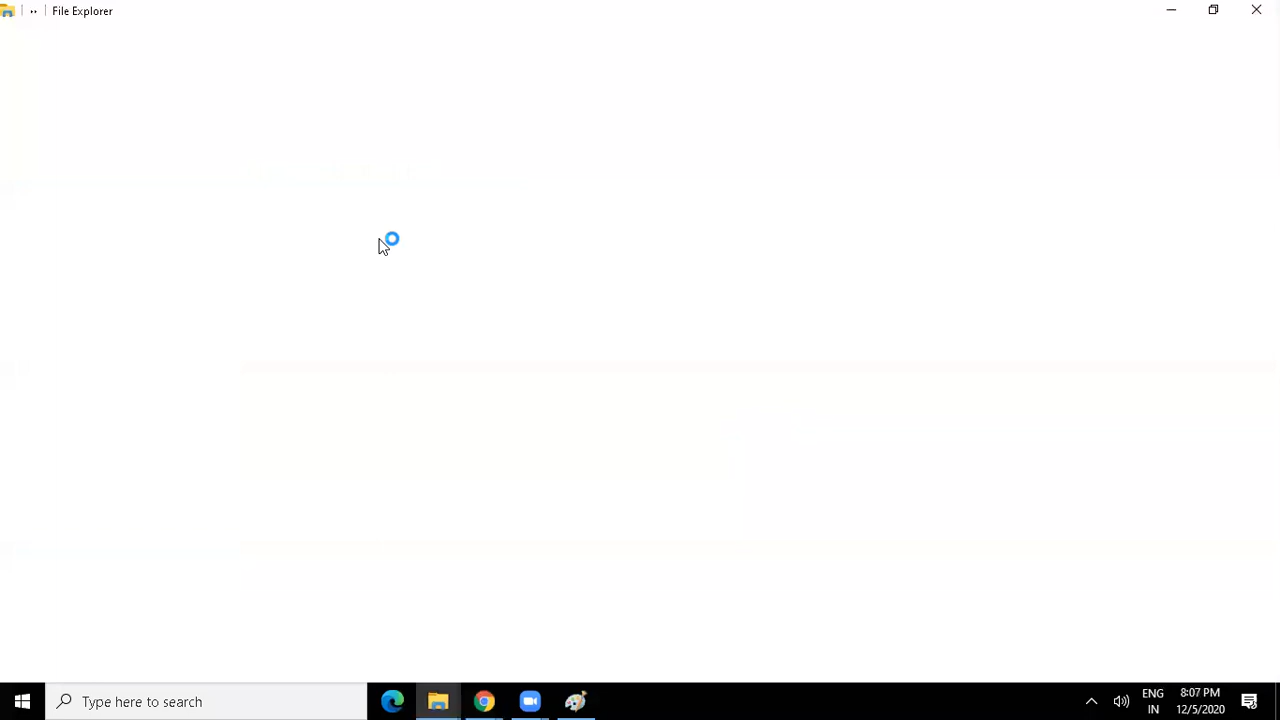 File Explorer
Type here to search
ENG
IN
8:07 PM
12/5/2020